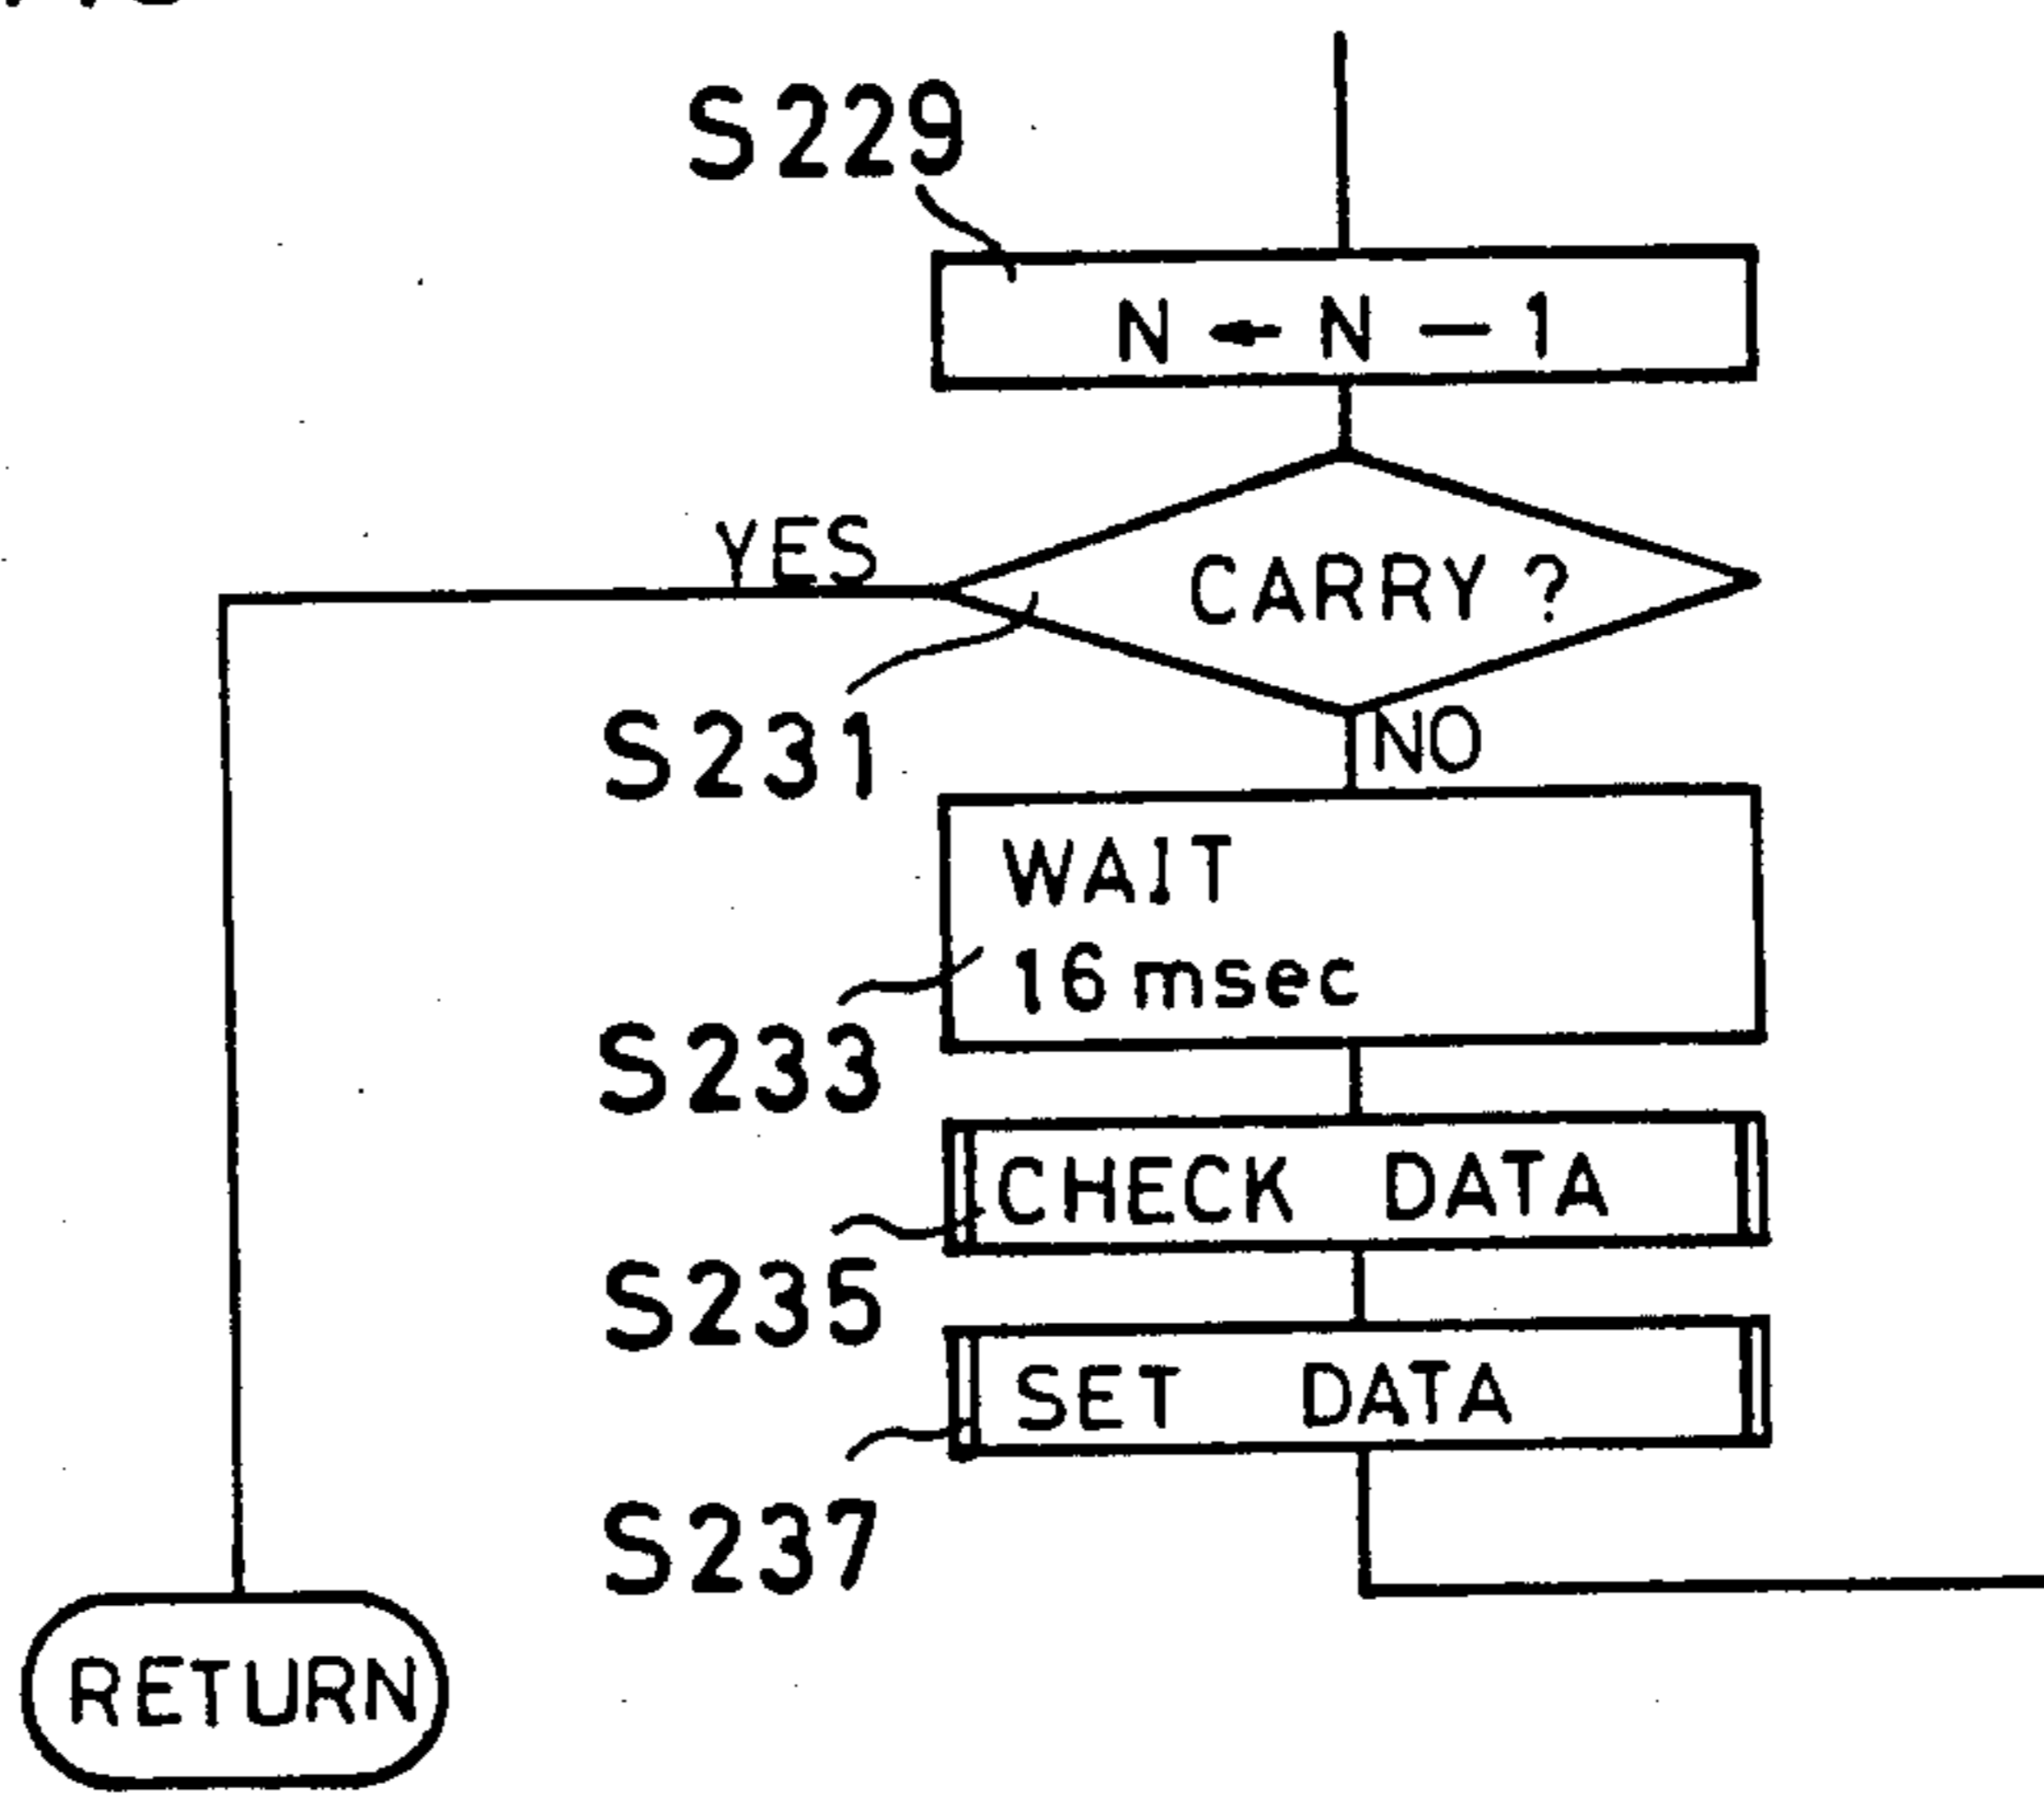 S229
N ← N − 1
YES
CARRY ?
S231
NO
WAIT
16 msec
S233
CHECK DATA
S235
SET DATA
S237
RETURN